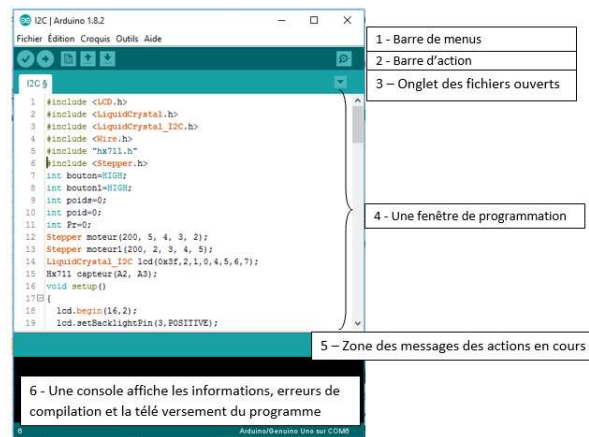 I2C | Arduino 1.8.2
Fichier Édition Croquis Outils Aide
I2C §
1 #include <LCD.h>
2 #include <LiquidCrystal.h>
3 #include <LiquidCrystal_I2C.h>
4 #include <Wire.h>
5 #include "hx711.h"
6 #include <Stepper.h>
7 int bouton=HIGH;
8 int bouton1=HIGH;
9 int poids=0;
10 int poid=0;
11 int Pr=0;
12 Stepper moteur(200, 5, 4, 3, 2);
13 Stepper moteur1(200, 2, 3, 4, 5);
14 LiquidCrystal_I2C lcd(0x3f,2,1,0,4,5,6,7);
15 Hx711 capteur(A2, A3);
16 void setup()
17 {
18 lcd.begin(16,2);
19 lcd.setBacklightPin(3,POSITIVE);
1 - Barre de menus
2 - Barre d'action
3 – Onglet des fichiers ouverts
4 - Une fenêtre de programmation
5 – Zone des messages des actions en cours
6 - Une console affiche les informations, erreurs de
compilation et la télé versement du programme
6 Arduino/Genuino Uno sur COM6